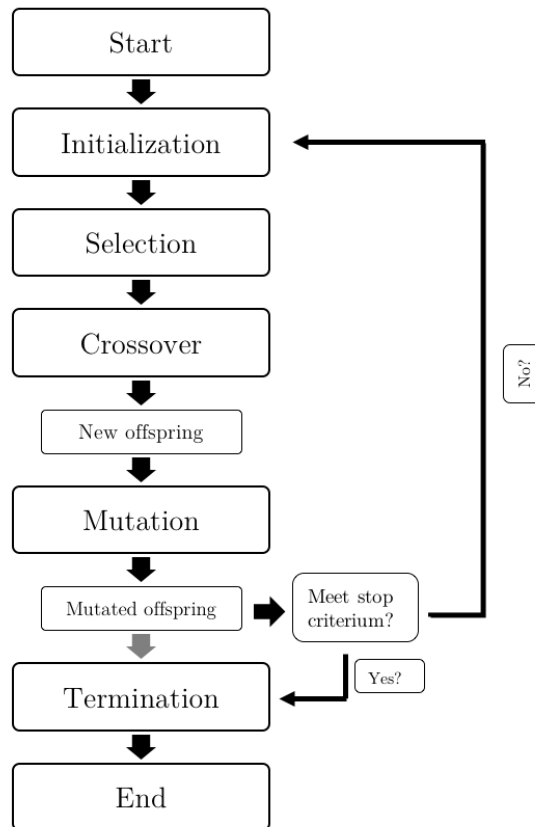 Start
Initialization
Selection
Crossover
No?
New offspring
Mutation
Mutated offspring
Meet stop
criterium?
Yes?
Termination
End